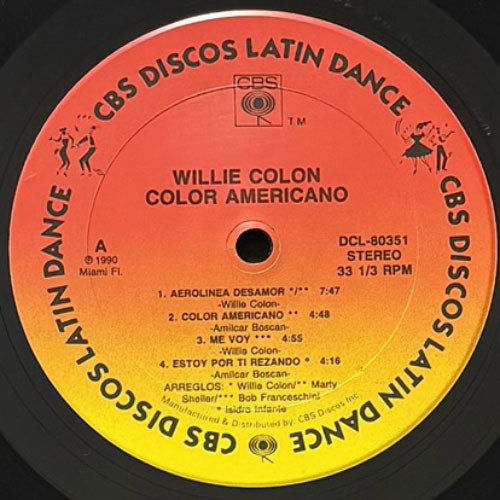 CBS DISCOS LATIN DANCE
CBS DISCOS LATIN DANCE
CBS DISCOS LATIN DANCE
CBS
T.M.
WILLIE COLON
COLOR AMERICANO
A
℗ 1990
Miami Fl.
DCL-80351
STEREO
33 1/3 RPM
1. AEROLINEA DESAMOR */** 7:47
-Willie Colon-
2. COLOR AMERICANO ** 4:48
-Amilcar Boscan-
3. ME VOY *** 4:55
-Willie Colon-
4. ESTOY POR TI REZANDO * 4:16
-Amilcar Boscan-
ARREGLOS: * Willie Colon/** Marty
Sheller/*** Bob Franceschini
* Isidro Infante
Manufactured & Distributed by: CBS Discos Inc.